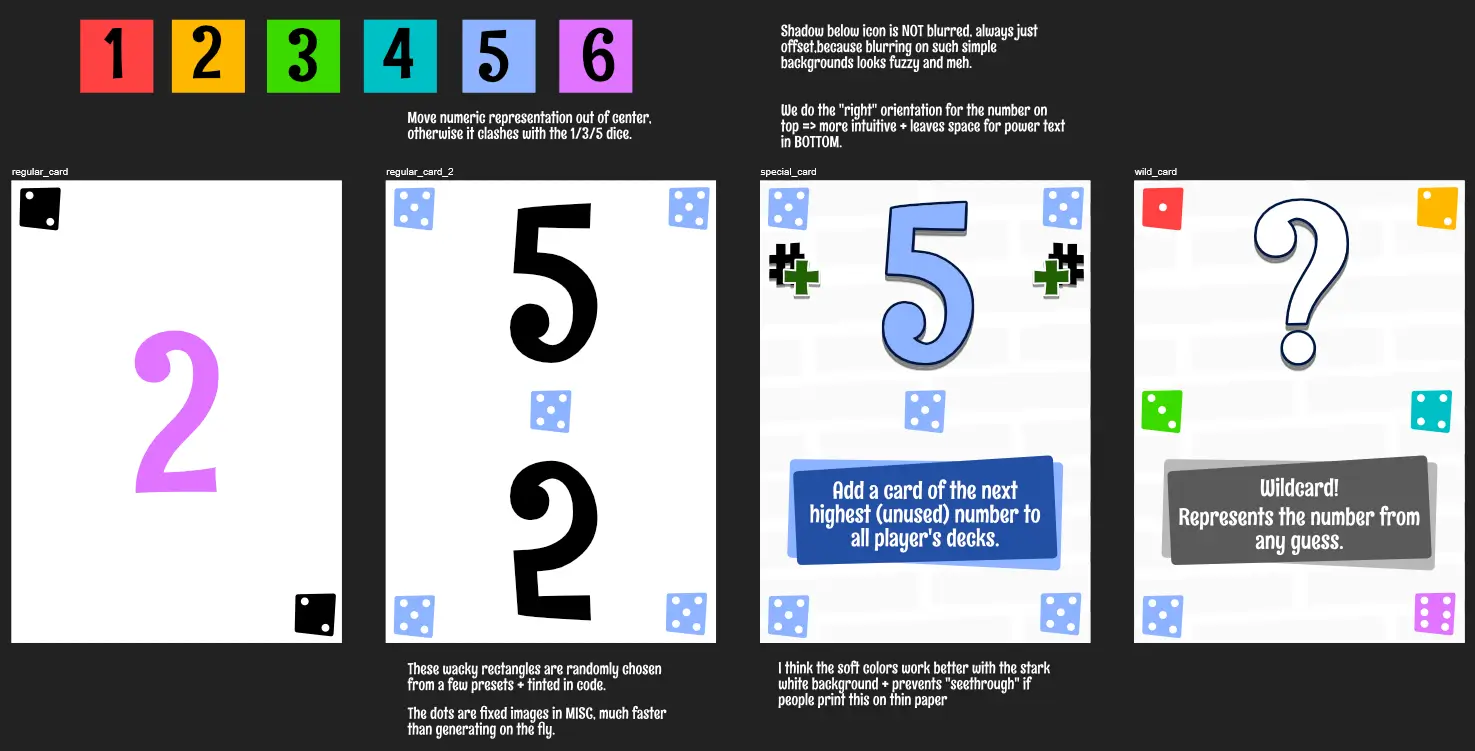 1 2 3 4 5 6
Shadow below icon is NOT blurred, always just
offset,because blurring on such simple
backgrounds looks fuzzy and meh.
Move numeric representation out of center,
otherwise it clashes with the 1/3/5 dice.
We do the "right" orientation for the number on
top => more intuitive + leaves space for power text
in BOTTOM.
regular_card
2
regular_card_2
5
5
special_card
#+
#+
5
Add a card of the next
highest (unused) number to
all player's decks.
wild_card
?
Wildcard!
Represents the number from
any guess.
These wacky rectangles are randomly chosen
from a few presets + tinted in code.
The dots are fixed images in MISC, much faster
than generating on the fly.
I think the soft colors work better with the stark
white background + prevents "seethrough" if
people print this on thin paper